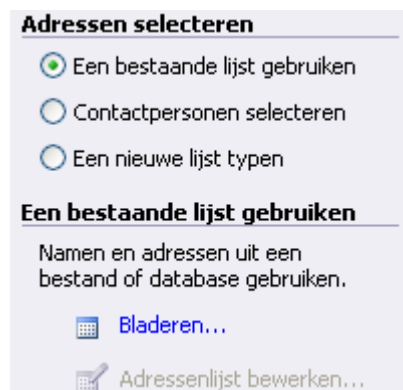 Adressen selecteren
Een bestaande lijst gebruiken
Contactpersonen selecteren
Een nieuwe lijst typen
Een bestaande lijst gebruiken
Namen en adressen uit een
bestand of database gebruiken.
Bladeren...
Adressenlijst bewerken...